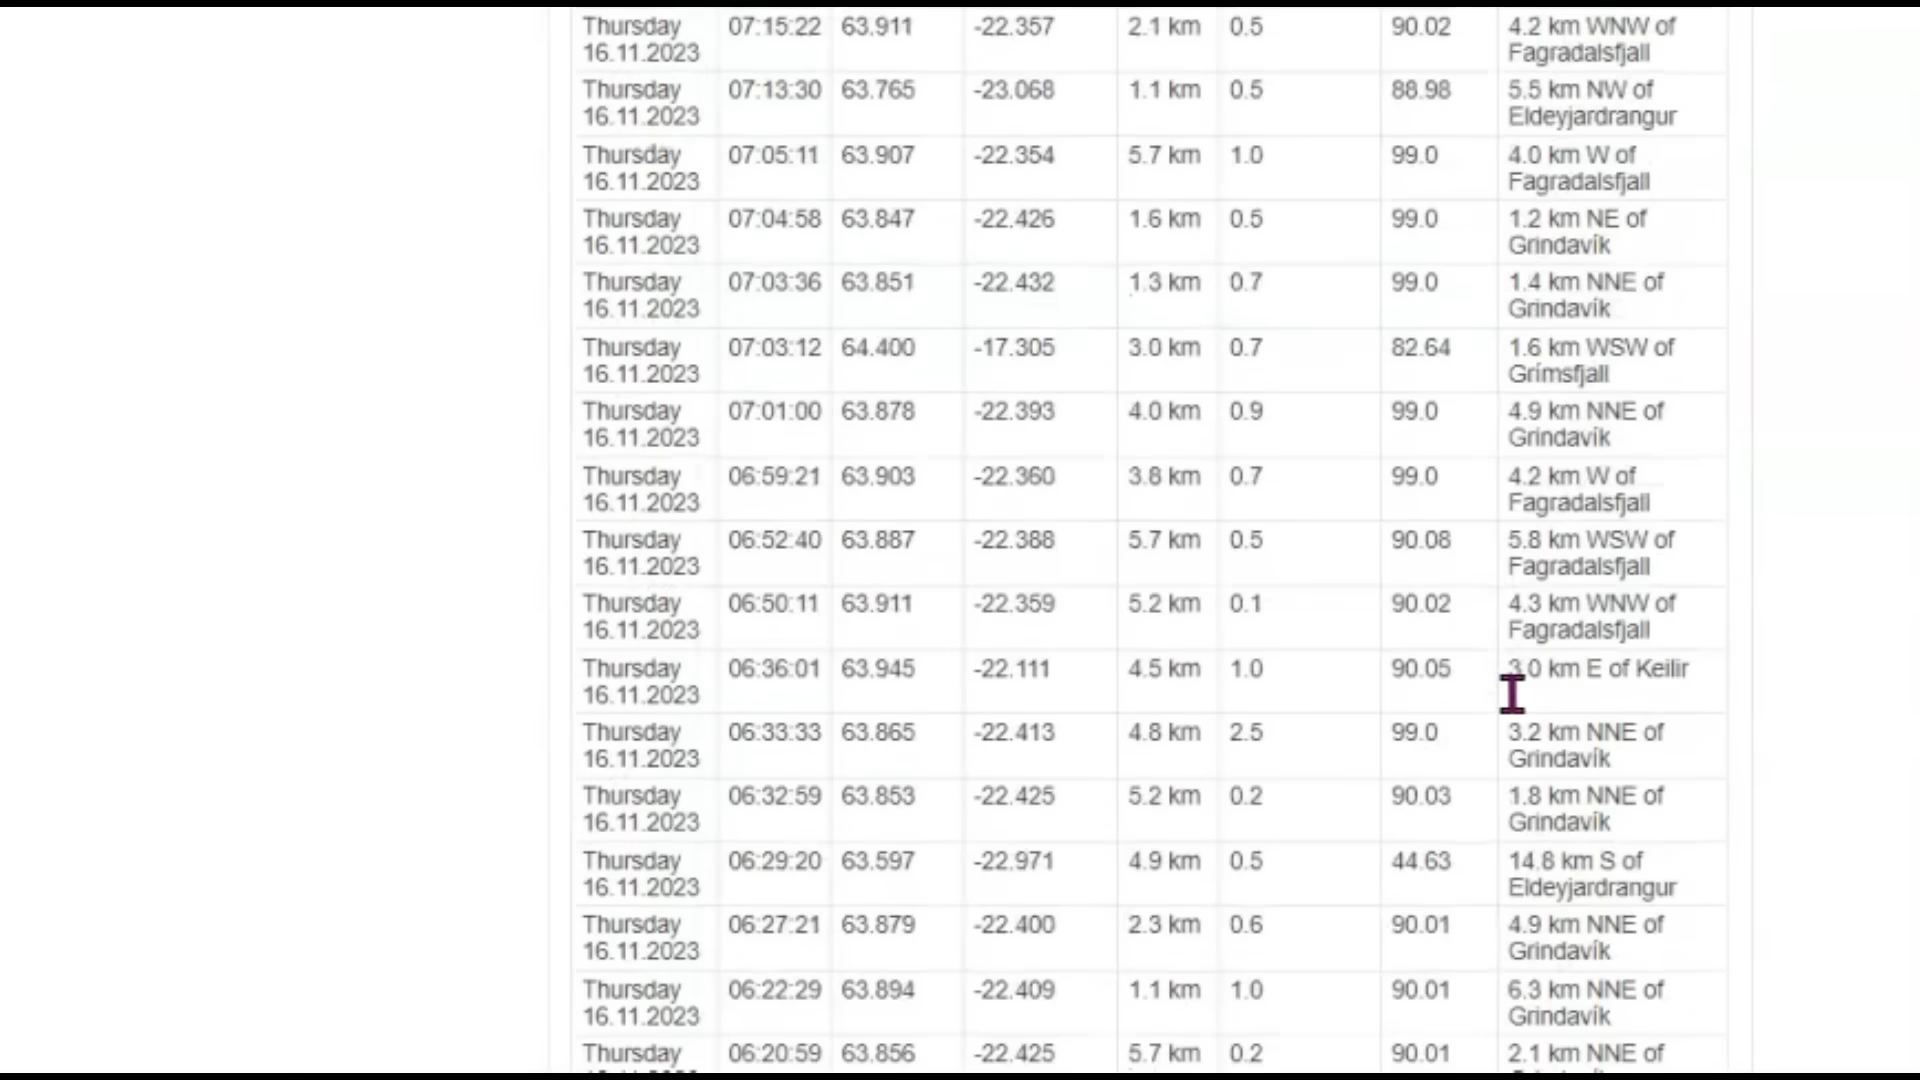 Thursday 07:15:22 63.911 -22.357 2.1 km 0.5 90.02 4.2 km WNW of
16.11.2023 Fagradalsfjall
Thursday 07:13:30 63.765 -23.068 1.1 km 0.5 88.98 5.5 km NW of
16.11.2023 Eldeyjardrangur
Thursday 07:05:11 63.907 -22.354 5.7 km 1.0 99.0 4.0 km W of
16.11.2023 Fagradalsfjall
Thursday 07:04:58 63.847 -22.426 1.6 km 0.5 99.0 1.2 km NE of
16.11.2023 Grindavík
Thursday 07:03:36 63.851 -22.432 1.3 km 0.7 99.0 1.4 km NNE of
16.11.2023 Grindavík
Thursday 07:03:12 64.400 -17.305 3.0 km 0.7 82.64 1.6 km WSW of
16.11.2023 Grímsfjall
Thursday 07:01:00 63.878 -22.393 4.0 km 0.9 99.0 4.9 km NNE of
16.11.2023 Grindavík
Thursday 06:59:21 63.903 -22.360 3.8 km 0.7 99.0 4.2 km W of
16.11.2023 Fagradalsfjall
Thursday 06:52:40 63.887 -22.388 5.7 km 0.5 90.08 5.8 km WSW of
16.11.2023 Fagradalsfjall
Thursday 06:50:11 63.911 -22.359 5.2 km 0.1 90.02 4.3 km WNW of
16.11.2023 Fagradalsfjall
Thursday 06:36:01 63.945 -22.111 4.5 km 1.0 90.05 3.0 km E of Keilir
16.11.2023
Thursday 06:33:33 63.865 -22.413 4.8 km 2.5 99.0 3.2 km NNE of
16.11.2023 Grindavík
Thursday 06:32:59 63.853 -22.425 5.2 km 0.2 90.03 1.8 km NNE of
16.11.2023 Grindavík
Thursday 06:29:20 63.597 -22.971 4.9 km 0.5 44.63 14.8 km S of
16.11.2023 Eldeyjardrangur
Thursday 06:27:21 63.879 -22.400 2.3 km 0.6 90.01 4.9 km NNE of
16.11.2023 Grindavík
Thursday 06:22:29 63.894 -22.409 1.1 km 1.0 90.01 6.3 km NNE of
16.11.2023 Grindavík
Thursday 06:20:59 63.856 -22.425 5.7 km 0.2 90.01 2.1 km NNE of